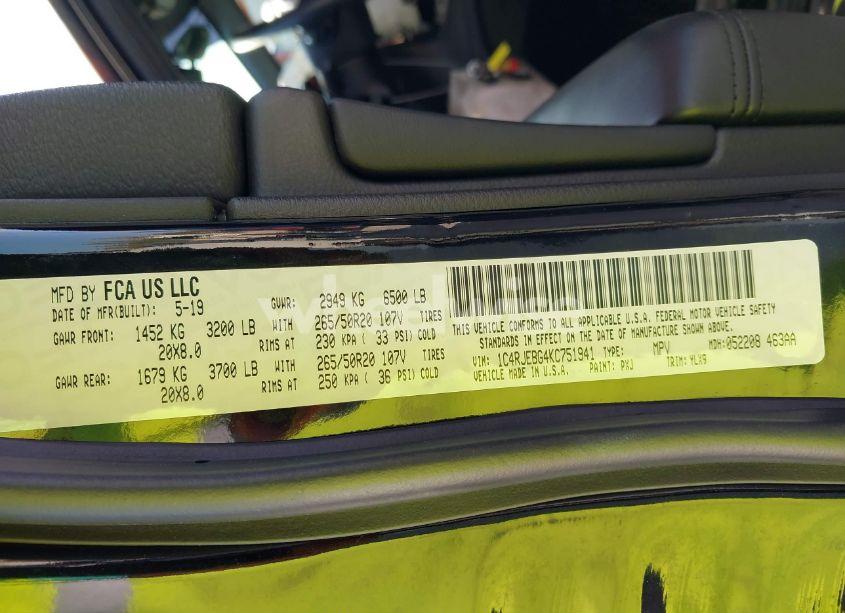 MFD BY FCA US LLC
DATE OF MFR(BUILT): 5-19
GVWR: 2949 KG 6500 LB
GAWR FRONT: 1452 KG 3200 LB WITH 265/50R20 107V TIRES
20X8.0 RIMS AT 230 KPA ( 33 PSI) COLD
GAWR REAR: 1679 KG 3700 LB WITH 265/50R20 107V TIRES
20X8.0 RIMS AT 250 KPA ( 36 PSI) COLD
THIS VEHICLE CONFORMS TO ALL APPLICABLE U.S.A. FEDERAL MOTOR VEHICLE SAFETY
STANDARDS IN EFFECT ON THE DATE OF MANUFACTURE SHOWN ABOVE.
VIN: 1C4RJEBG4KC751941 TYPE: MPV MDH:052208 463AA
VEHICLE MADE IN U.S.A. PAINT: PXJ TRIM: YLX9